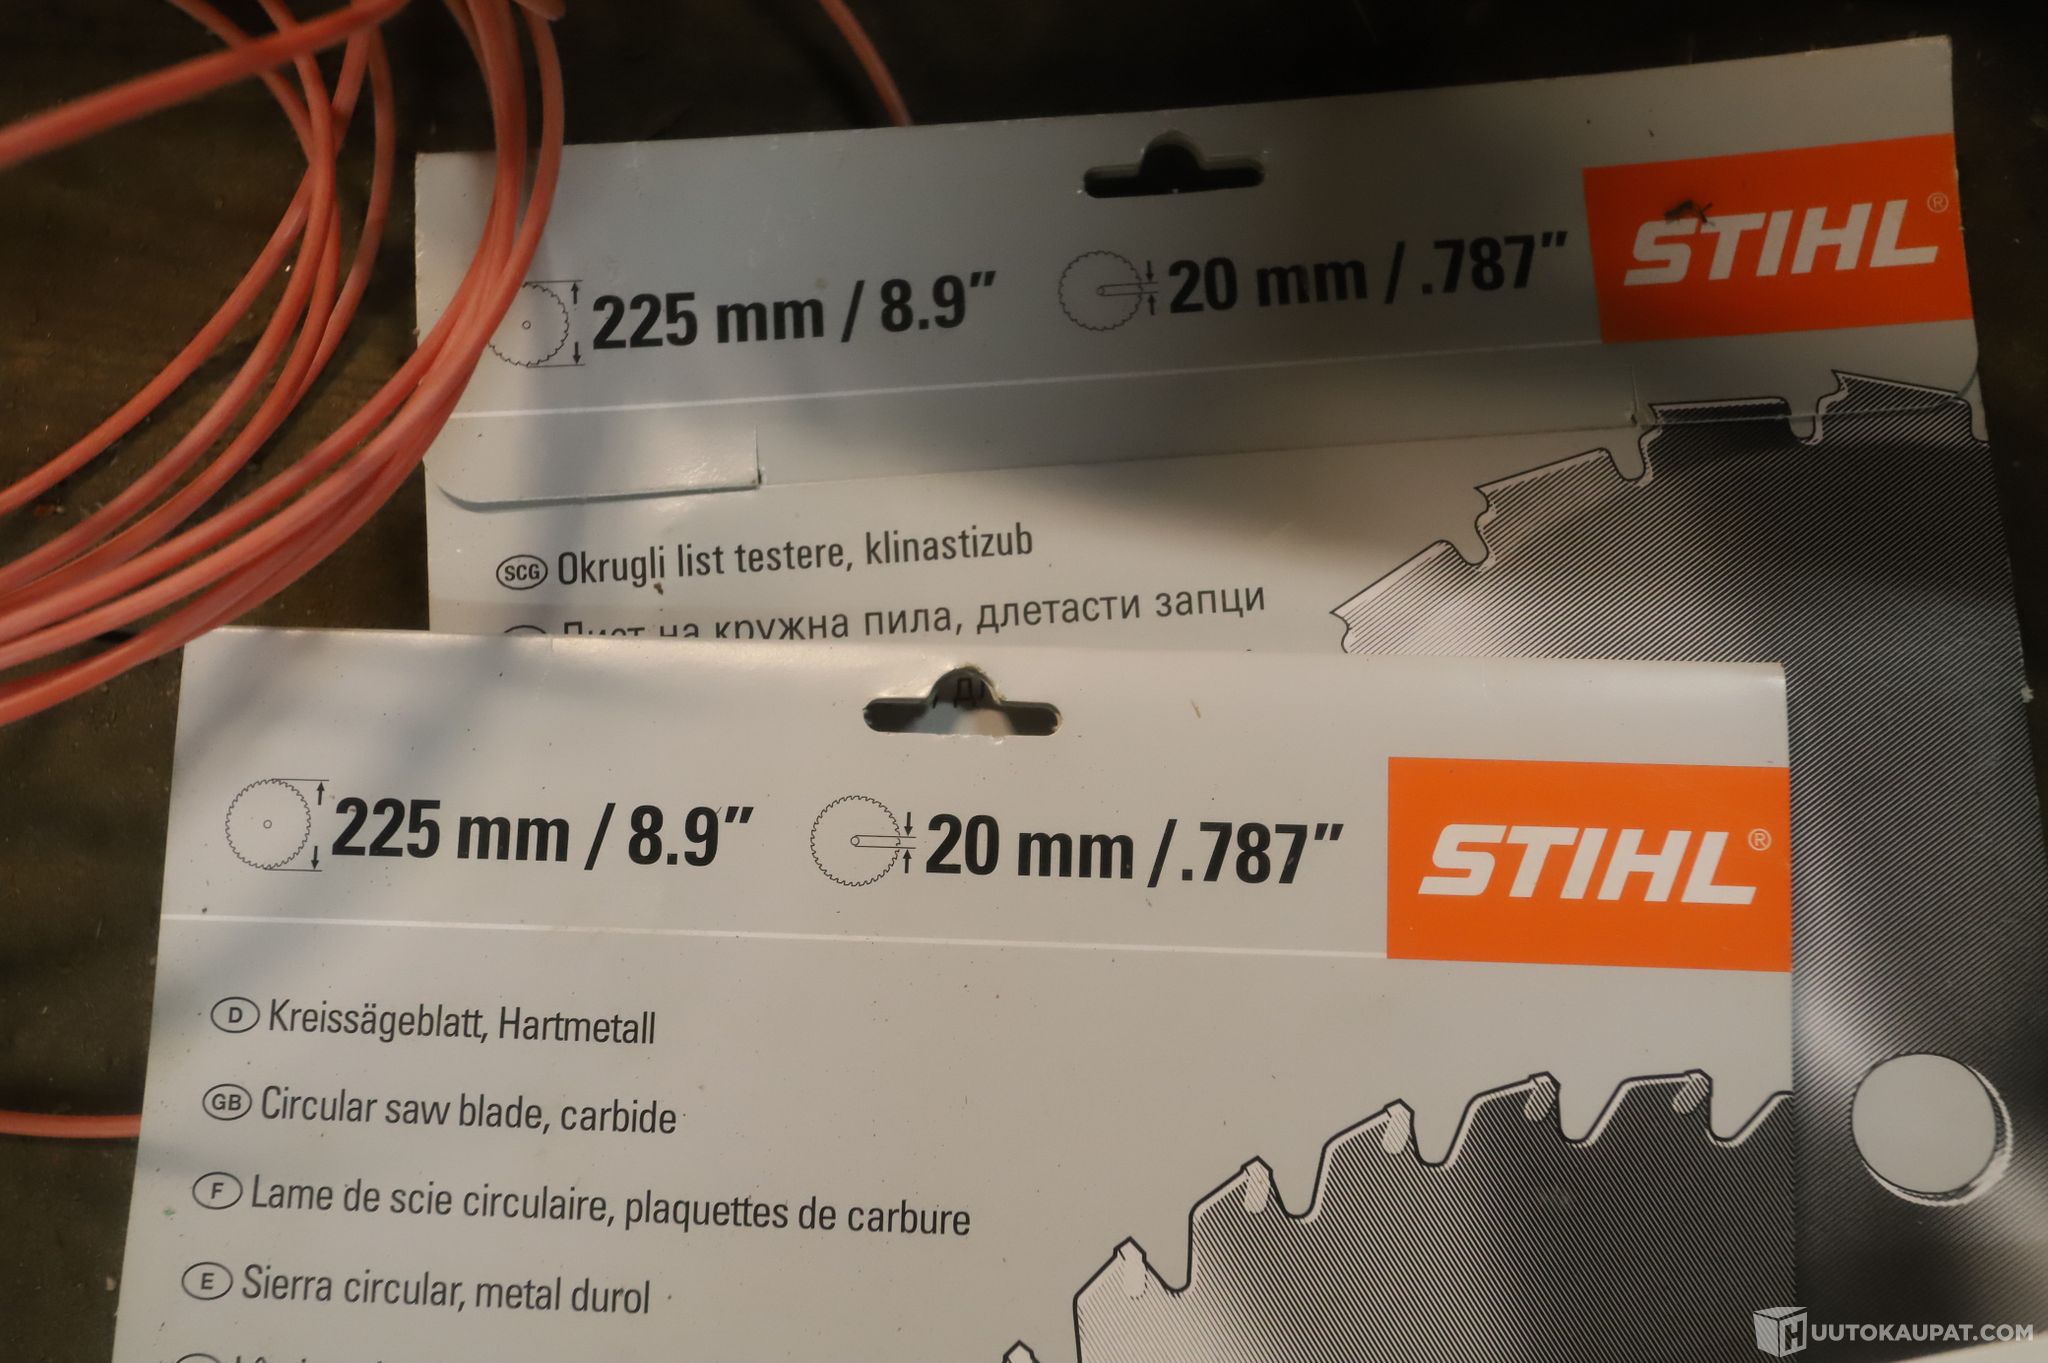 225 mm / 8.9" 20 mm / .787" STIHL®
SCG Okrugli list testere, klinastizub
Лист на кружна пила, длетасти запци
225 mm / 8.9" 20 mm / .787" STIHL®
D Kreissägeblatt, Hartmetall
GB Circular saw blade, carbide
F Lame de scie circulaire, plaquettes de carbure
E Sierra circular, metal durol
HUUTOKAUPAT.COM